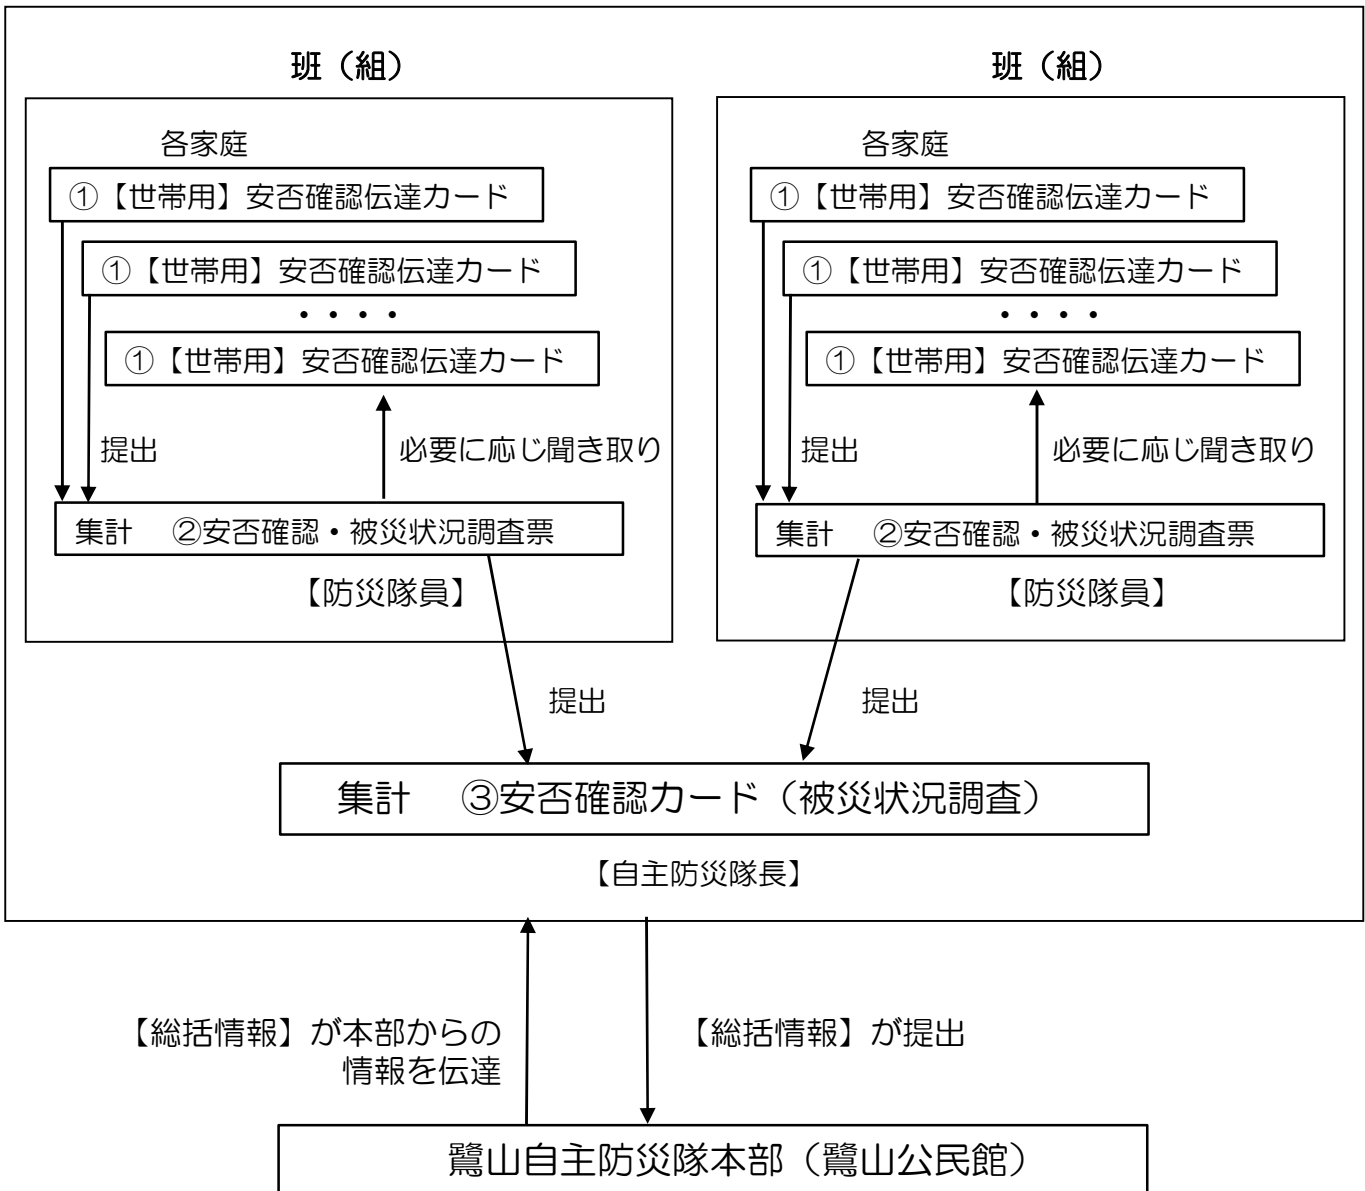 班（組）
各家庭
①【世帯用】安否確認伝達カード
①【世帯用】安否確認伝達カード
・・・・
①【世帯用】安否確認伝達カード
提出
必要に応じ聞き取り
集計　②安否確認・被災状況調査票
【防災隊員】
班（組）
各家庭
①【世帯用】安否確認伝達カード
①【世帯用】安否確認伝達カード
・・・・
①【世帯用】安否確認伝達カード
提出
必要に応じ聞き取り
集計　②安否確認・被災状況調査票
【防災隊員】
提出
提出
集計　③安否確認カード（被災状況調査）
【自主防災隊長】
【総括情報】が本部からの
情報を伝達
【総括情報】が提出
鷺山自主防災隊本部（鷺山公民館）